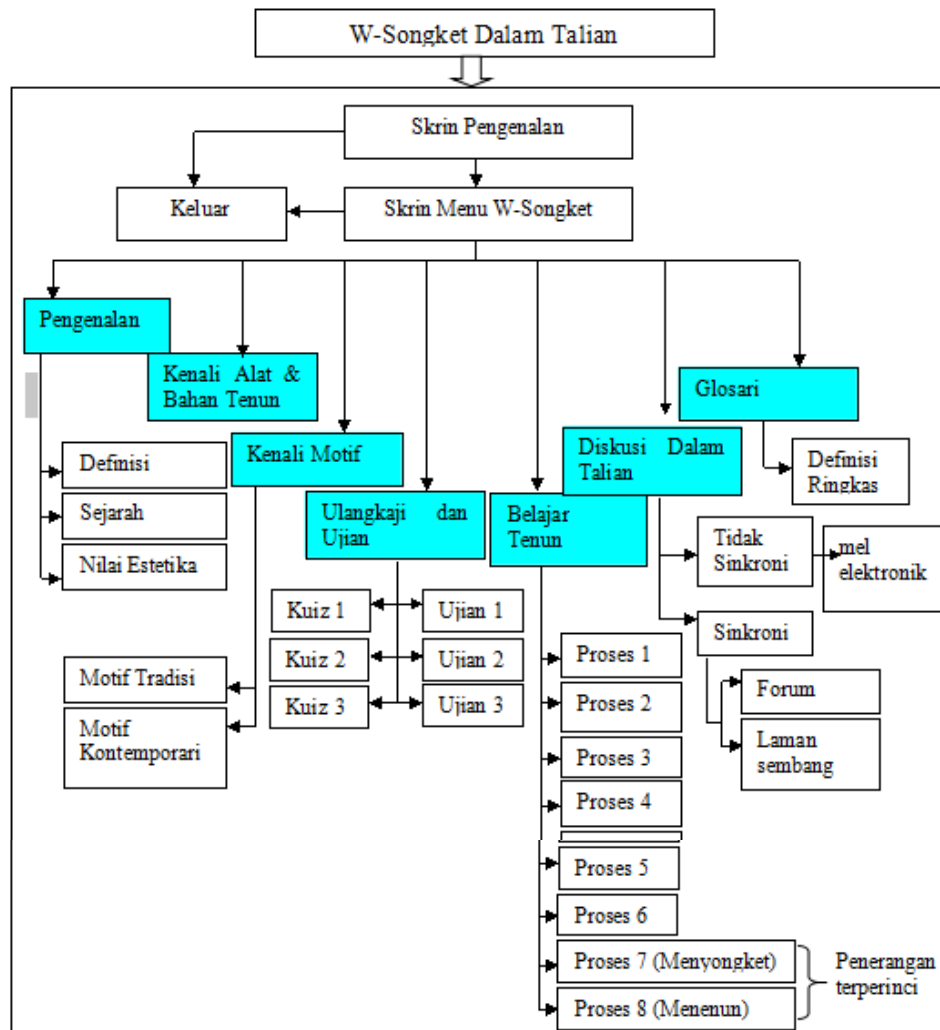 W-Songket Dalam Talian
Skrin Pengenalan
Keluar
Skrin Menu W-Songket
Pengenalan
Kenali Alat &
Bahan Tenun
Glosari
Kenali Motif
Diskusi Dalam
Talian
Definisi
Definisi
Ringkas
Ulangkaji dan
Ujian
Belajar
Tenun
Sejarah
Nilai Estetika
Tidak
Sinkroni
mel
elektronik
Kuiz 1
Ujian 1
Sinkroni
Kuiz 2
Ujian 2
Proses 1
Motif Tradisi
Forum
Kuiz 3
Ujian 3
Proses 2
Motif
Kontemporari
Laman
sembang
Proses 3
Proses 4
Proses 5
Proses 6
Proses 7 (Menyongket)
Penerangan
terperinci
Proses 8 (Menenun)